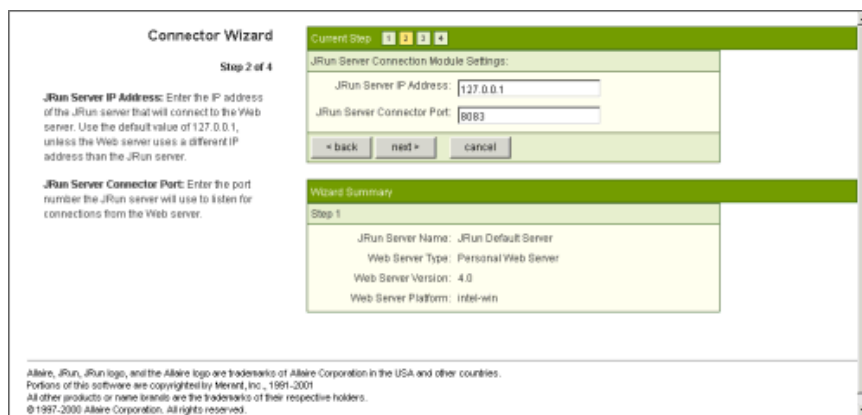 Connector Wizard
Step 2 of 4
JRun Server IP Address: Enter the IP address
of the JRun server that will connect to the Web
server. Use the default value of 127.0.0.1,
unless the Web server uses a different IP
address than the JRun server.
JRun Server Connector Port: Enter the port
number the JRun server will use to listen for
connections from the Web server.
Current Step 1 2 3 4
JRun Server Connection Module Settings:
JRun Server IP Address: 127.0.0.1
JRun Server Connector Port: 8083
< back next > cancel
Wizard Summary
Step 1
JRun Server Name: JRun Default Server
Web Server Type: Personal Web Server
Web Server Version: 4.0
Web Server Platform: intel-win
Allaire, JRun, JRun logo, and the Allaire logo are trademarks of Allaire Corporation in the USA and other countries.
Portions of this software are copyrighted by Merant, Inc., 1991-2001
All other products or name brands are the trademarks of their respective holders.
© 1997-2000 Allaire Corporation. All rights reserved.